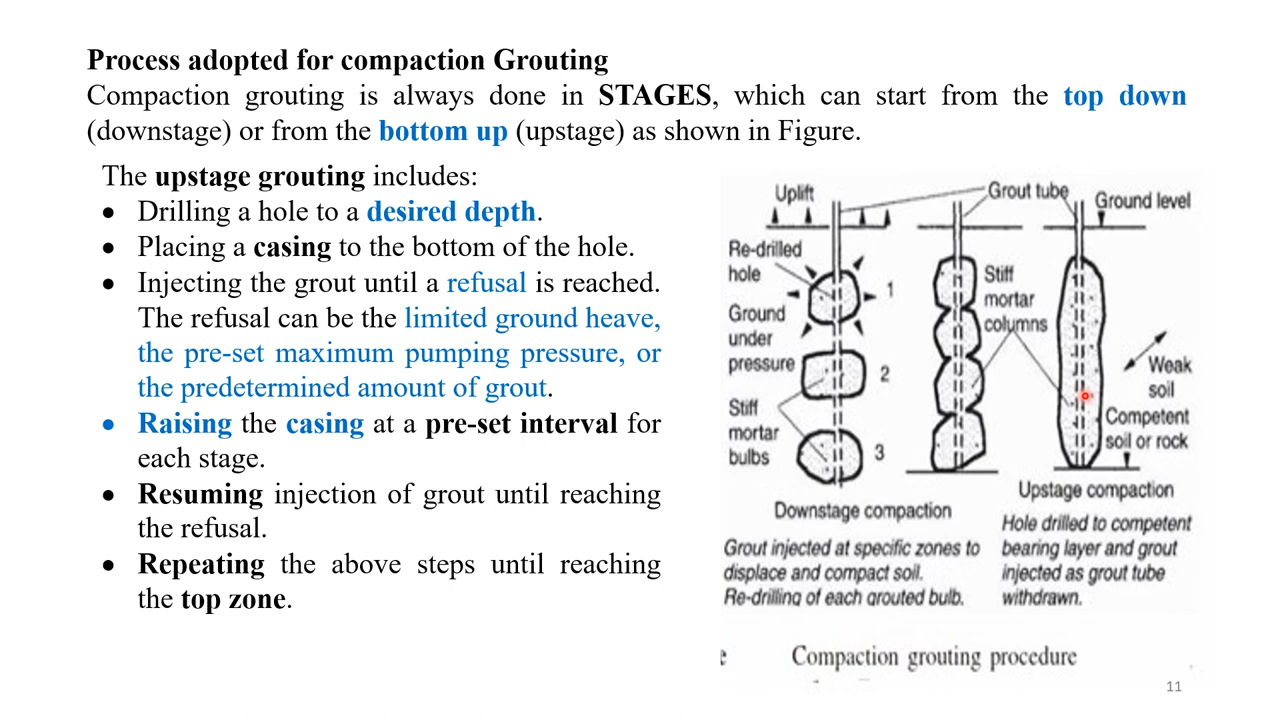 Process adopted for compaction Grouting
Compaction grouting is always done in STAGES, which can start from the top down
(downstage) or from the bottom up (upstage) as shown in Figure.
The upstage grouting includes:
• Drilling a hole to a desired depth.
• Placing a casing to the bottom of the hole.
• Injecting the grout until a refusal is reached.
The refusal can be the limited ground heave,
the pre-set maximum pumping pressure, or
the predetermined amount of grout.
• Raising the casing at a pre-set interval for
each stage.
• Resuming injection of grout until reaching
the refusal.
• Repeating the above steps until reaching
the top zone.
Uplift
Grout tube
Ground level
Re-drilled
hole
1
Ground
under
pressure
2
Stiff
mortar
bulbs
3
Stiff
mortar
columns
Weak
soil
Competent
soil or rock
Downstage compaction
Grout injected at specific zones to
displace and compact soil.
Re-drilling of each grouted bulb.
Upstage compaction
Hole drilled to competent
bearing layer and grout
injected as grout tube
withdrawn.
e
Compaction grouting procedure
11